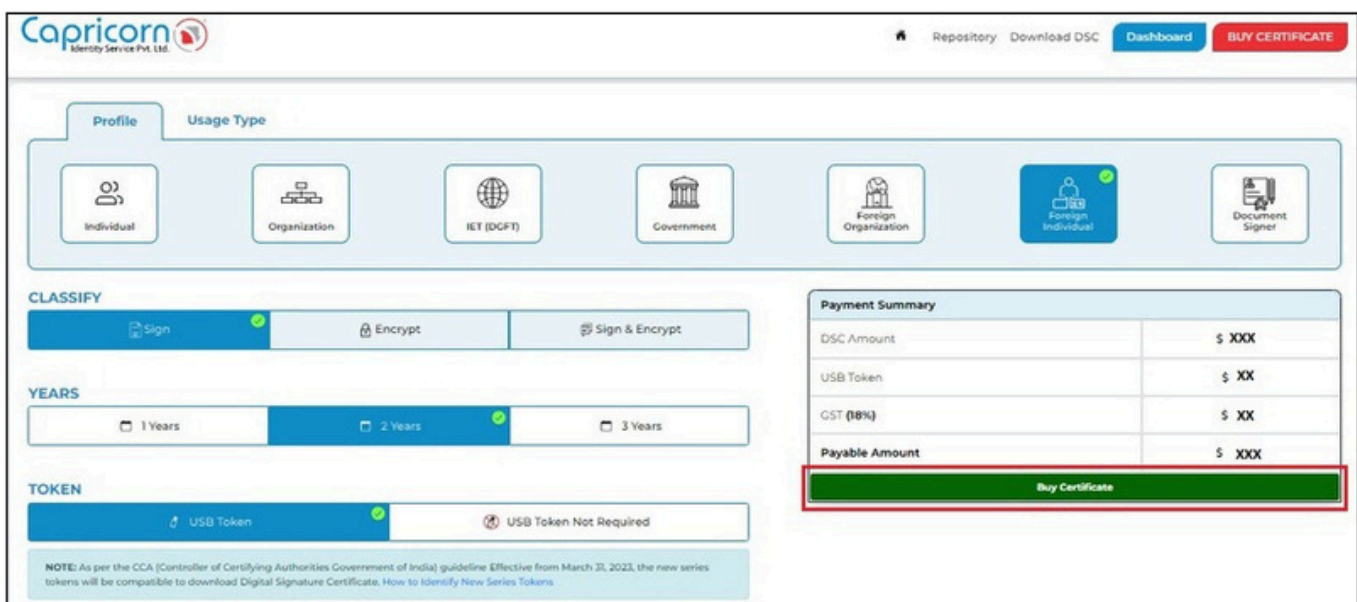 Capricorn
Identity Service Pvt. Ltd.
Repository Download DSC Dashboard BUY CERTIFICATE
Profile Usage Type
Individual
Organization
IET (DGFT)
Government
Foreign
Organization
Foreign
Individual
Document
Signer
CLASSIFY
Sign Encrypt Sign & Encrypt
YEARS
1 Years 2 Years 3 Years
TOKEN
USB Token USB Token Not Required
NOTE: As per the CCA (Controller of Certifying Authorities Government of India) guideline Effective from March 31, 2023, the new series
tokens will be compatible to download Digital Signature Certificate. How to Identify New Series Tokens
Payment Summary
DSC Amount $ XXX
USB Token $ XX
GST (18%) $ XX
Payable Amount $ XXX
Buy Certificate